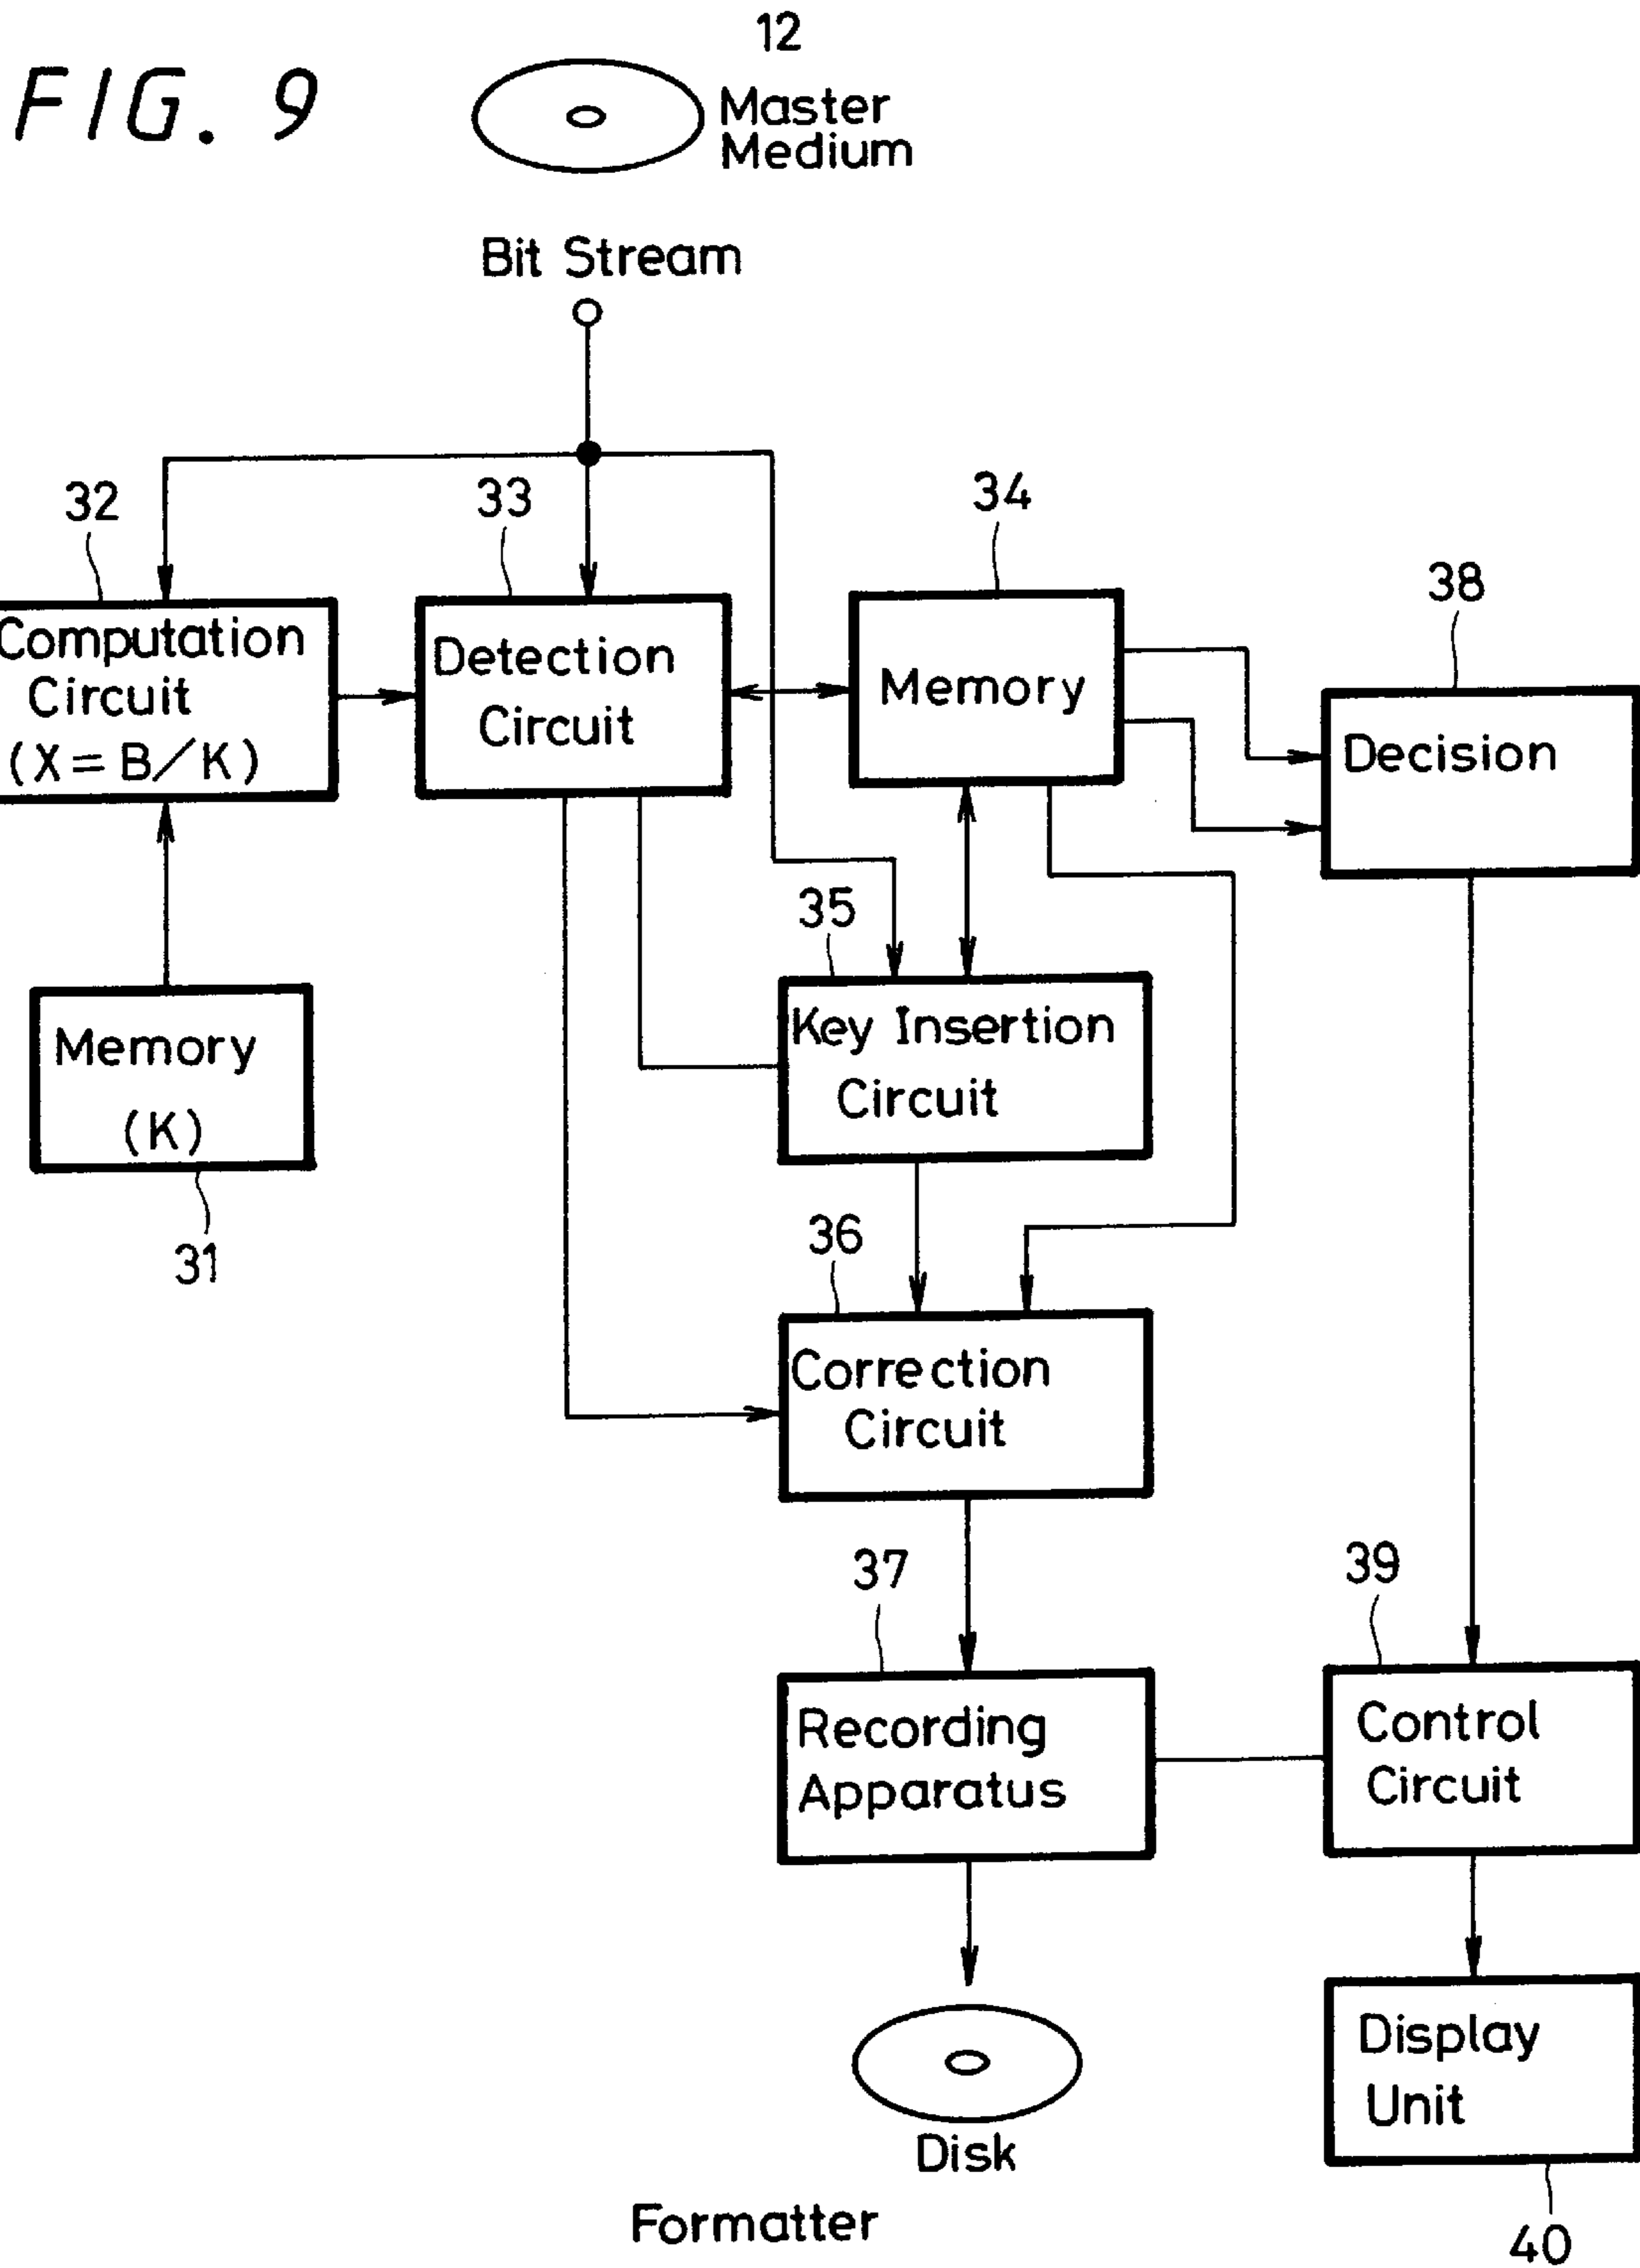 FIG. 9
12
Master
Medium
Bit Stream
32
33
34
38
Computation
Circuit
(X=B/K)
Detection
Circuit
Memory
Decision
35
Key Insertion
Circuit
Memory
(K)
31
36
Correction
Circuit
37
39
Recording
Apparatus
Control
Circuit
Display
Unit
Disk
Formatter
40